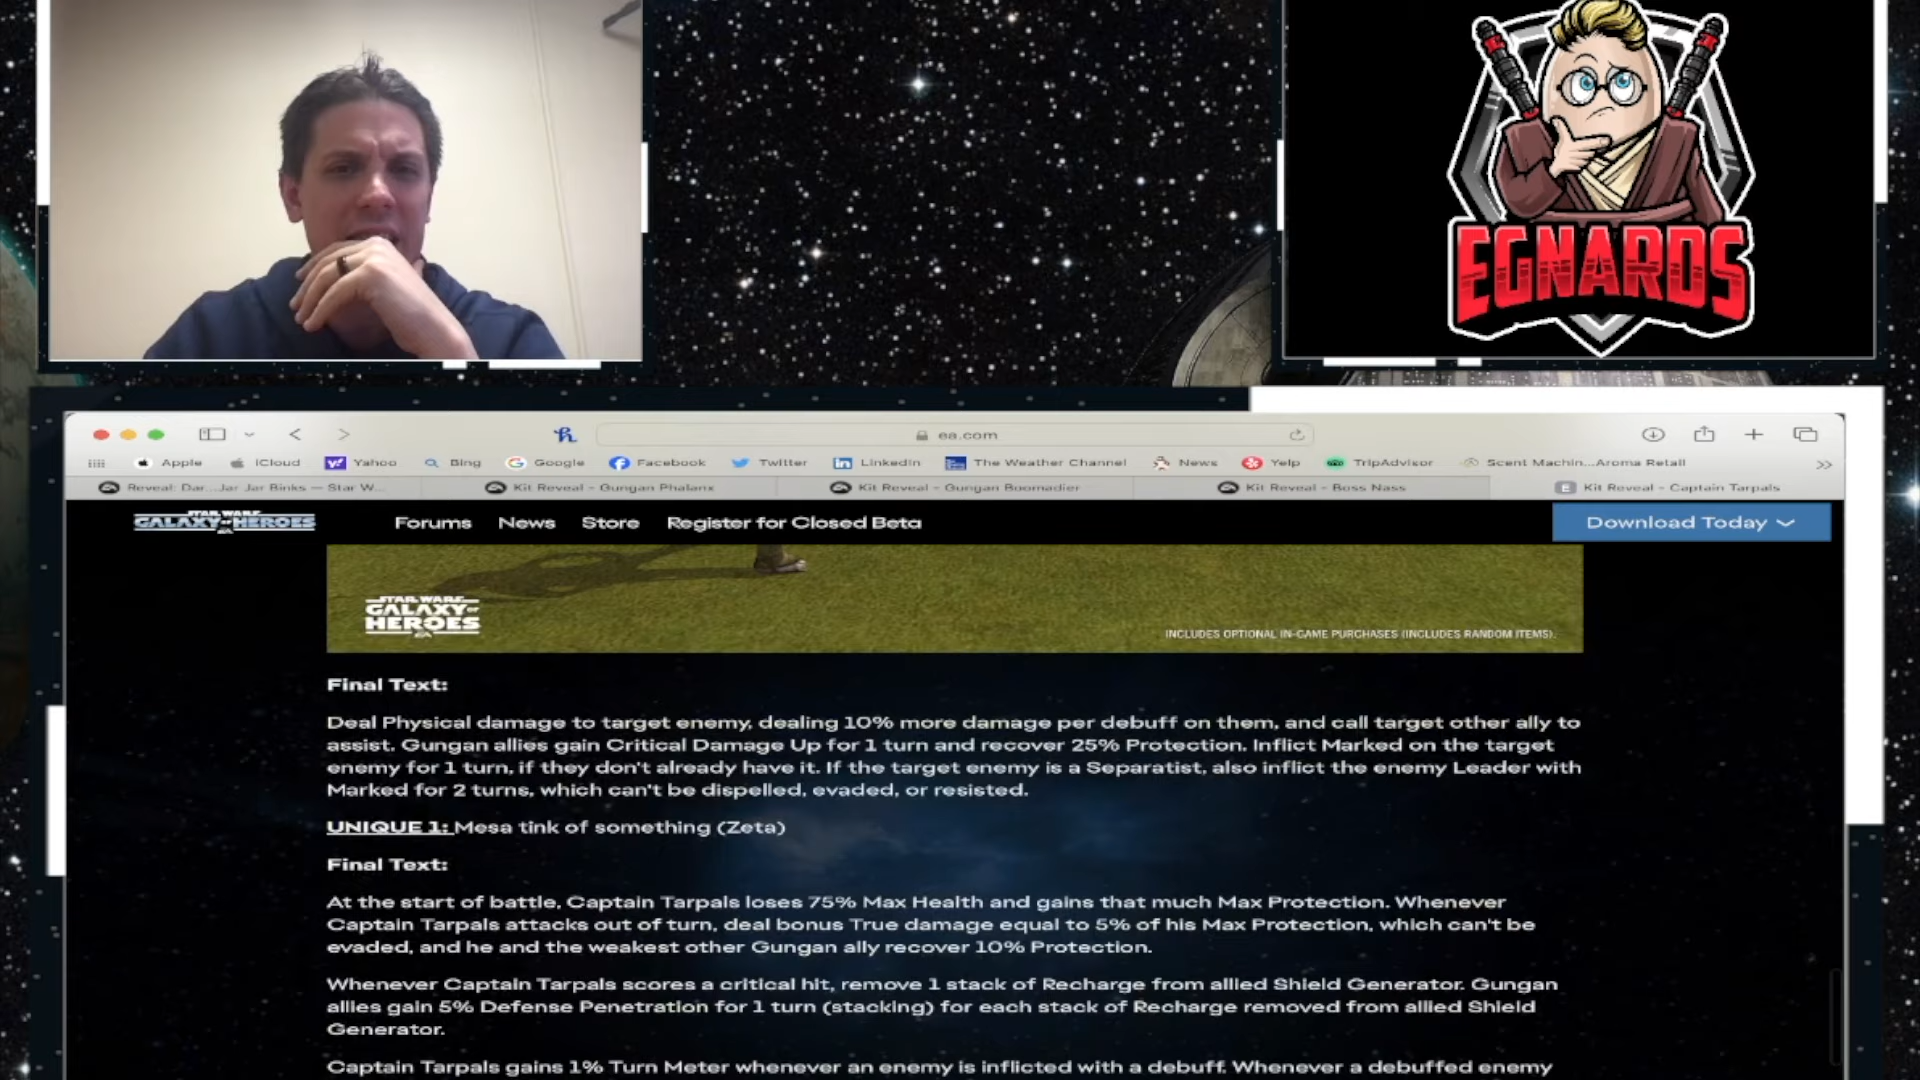 EGNARDS
ea.com
Apple iCloud Yahoo Bing Google Facebook Twitter LinkedIn The Weather Channel News Yelp TripAdvisor Scent Machin...Aroma Retail
Reveal: Dar...Jar Jar Binks — Star W... Kit Reveal - Gungan Phalanx Kit Reveal - Gungan Boomadier Kit Reveal - Boss Nass Kit Reveal - Captain Tarpals
STAR WARS
GALAXY OF HEROES
Forums News Store Register for Closed Beta Download Today
STAR WARS
GALAXY OF
HEROES
EA
INCLUDES OPTIONAL IN-GAME PURCHASES (INCLUDES RANDOM ITEMS).
Final Text:
Deal Physical damage to target enemy, dealing 10% more damage per debuff on them, and call target other ally to
assist. Gungan allies gain Critical Damage Up for 1 turn and recover 25% Protection. Inflict Marked on the target
enemy for 1 turn, if they don't already have it. If the target enemy is a Separatist, also inflict the enemy Leader with
Marked for 2 turns, which can't be dispelled, evaded, or resisted.
UNIQUE 1: Mesa tink of something (Zeta)
Final Text:
At the start of battle, Captain Tarpals loses 75% Max Health and gains that much Max Protection. Whenever
Captain Tarpals attacks out of turn, deal bonus True damage equal to 5% of his Max Protection, which can't be
evaded, and he and the weakest other Gungan ally recover 10% Protection.
Whenever Captain Tarpals scores a critical hit, remove 1 stack of Recharge from allied Shield Generator. Gungan
allies gain 5% Defense Penetration for 1 turn (stacking) for each stack of Recharge removed from allied Shield
Generator.
Captain Tarpals gains 1% Turn Meter whenever an enemy is inflicted with a debuff. Whenever a debuffed enemy